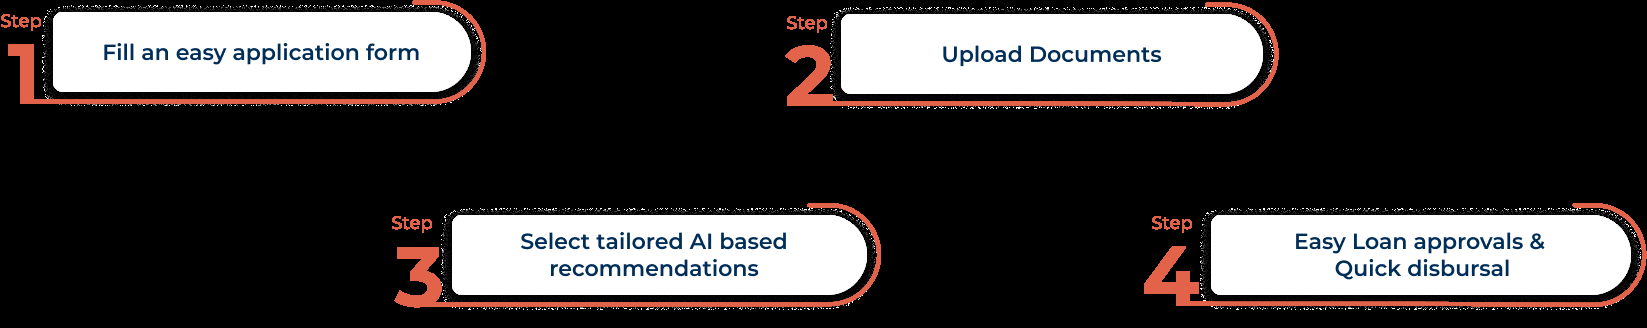 Step
1
Fill an easy application form
Step
2
Upload Documents
Step
3
Select tailored AI based
recommendations
Step
4
Easy Loan approvals &
Quick disbursal